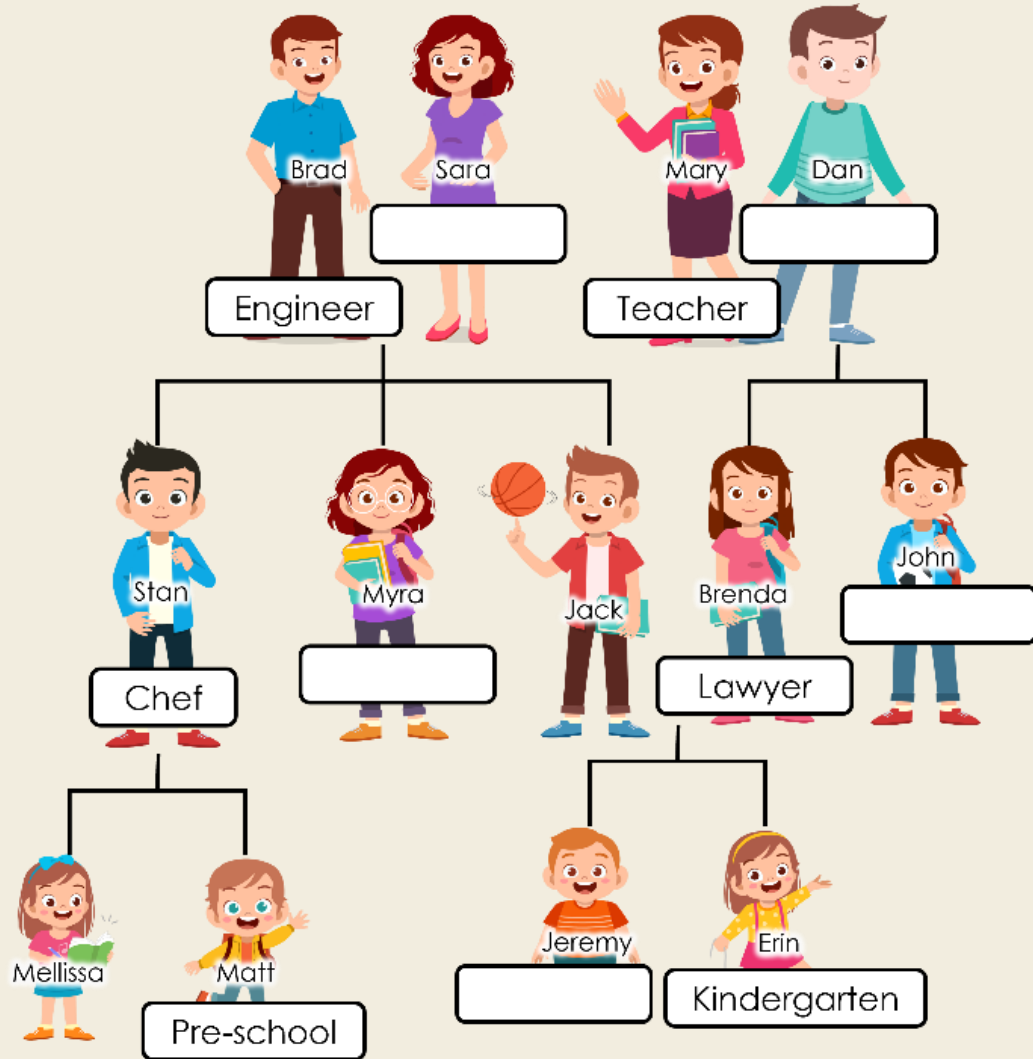 Brad
Sara
Mary
Dan
Engineer
Teacher
Stan
Myra
Jack
Brenda
John
Chef
Lawyer
Mellissa
Matt
Jeremy
Erin
Pre-school
Kindergarten